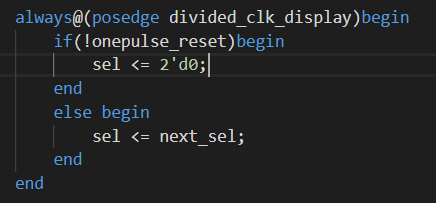 always@(posedge divided_clk_display)begin
    if(!onepulse_reset)begin
        sel <= 2'd0;
    end
    else begin
        sel <= next_sel;
    end
end